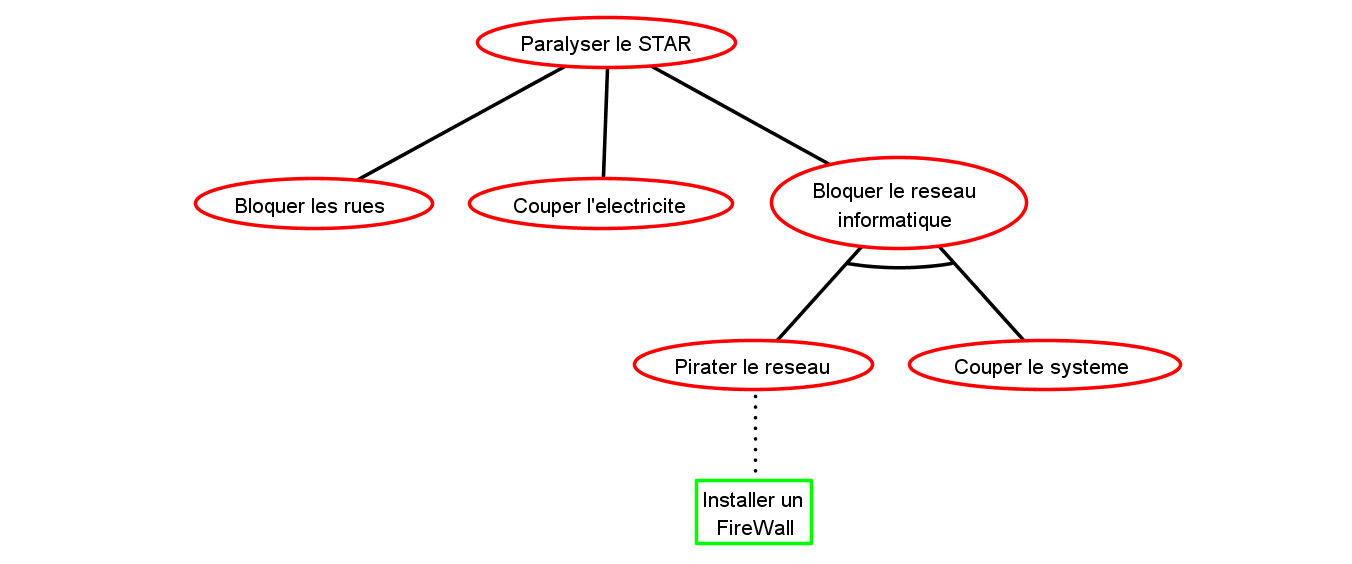 Paralyser le STAR
Bloquer les rues
Couper l'electricite
Bloquer le reseau
informatique
Pirater le reseau
Couper le systeme
Installer un
FireWall